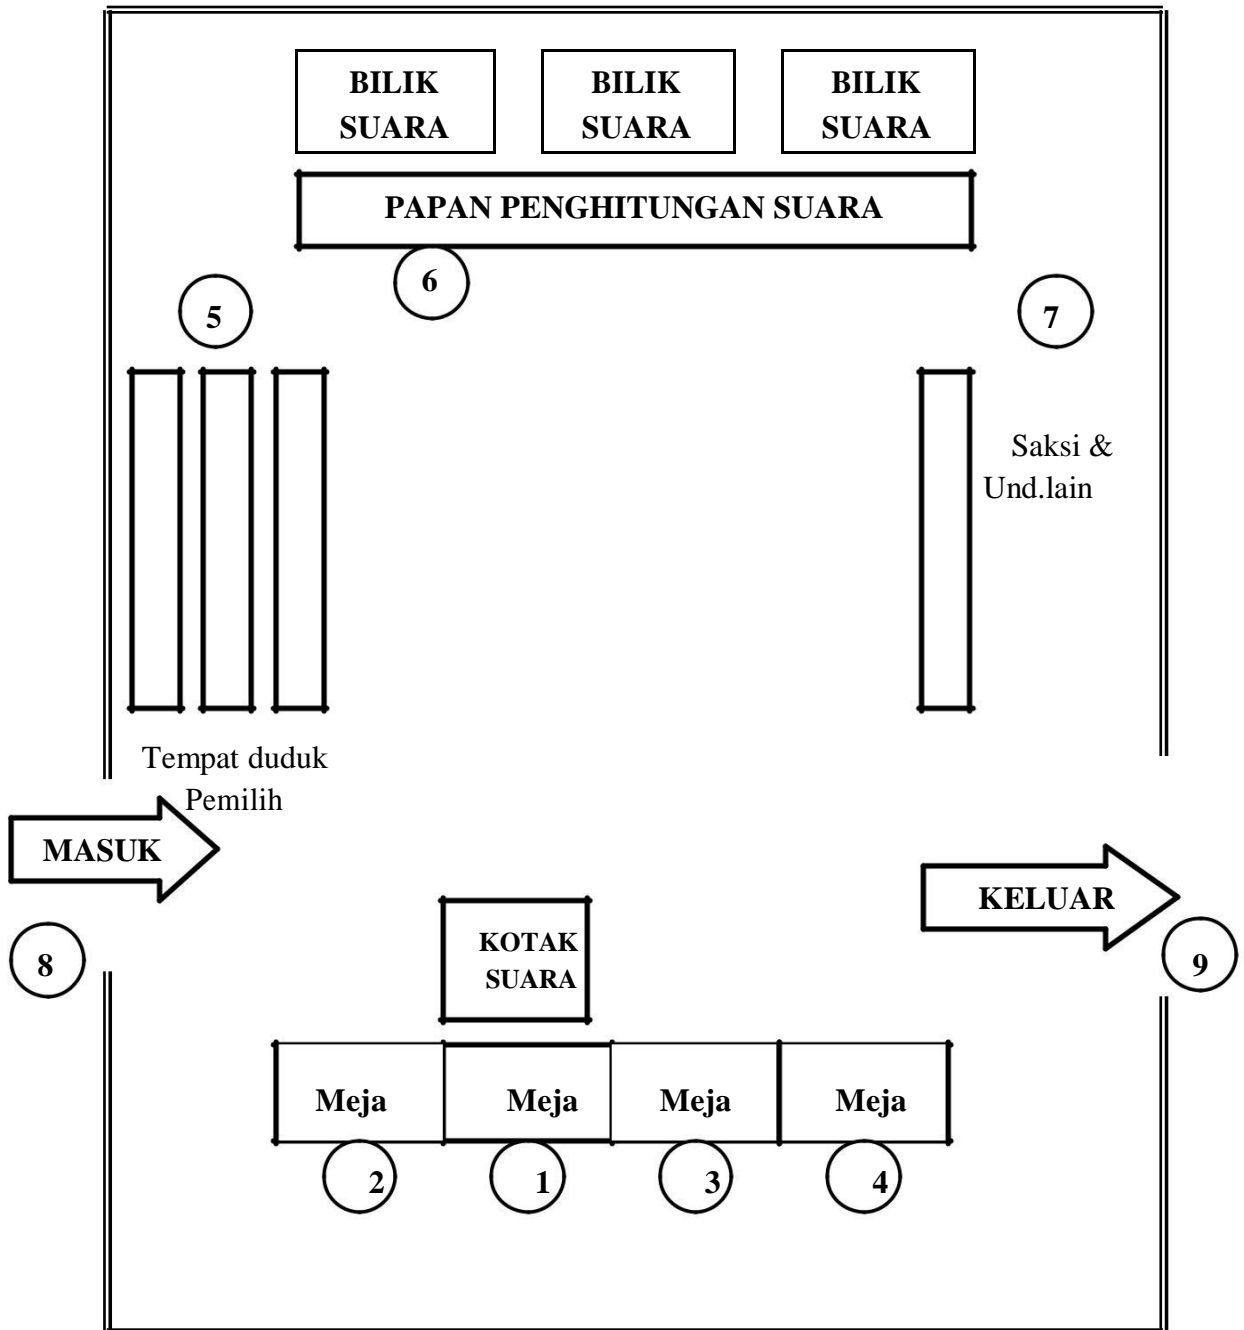 BILIK
SUARA
BILIK
SUARA
BILIK
SUARA
PAPAN PENGHITUNGAN SUARA
6
5
7
Saksi &
Und.lain
Tempat duduk
Pemilih
MASUK
KELUAR
8
9
KOTAK
SUARA
Meja
Meja
Meja
Meja
2
1
3
4